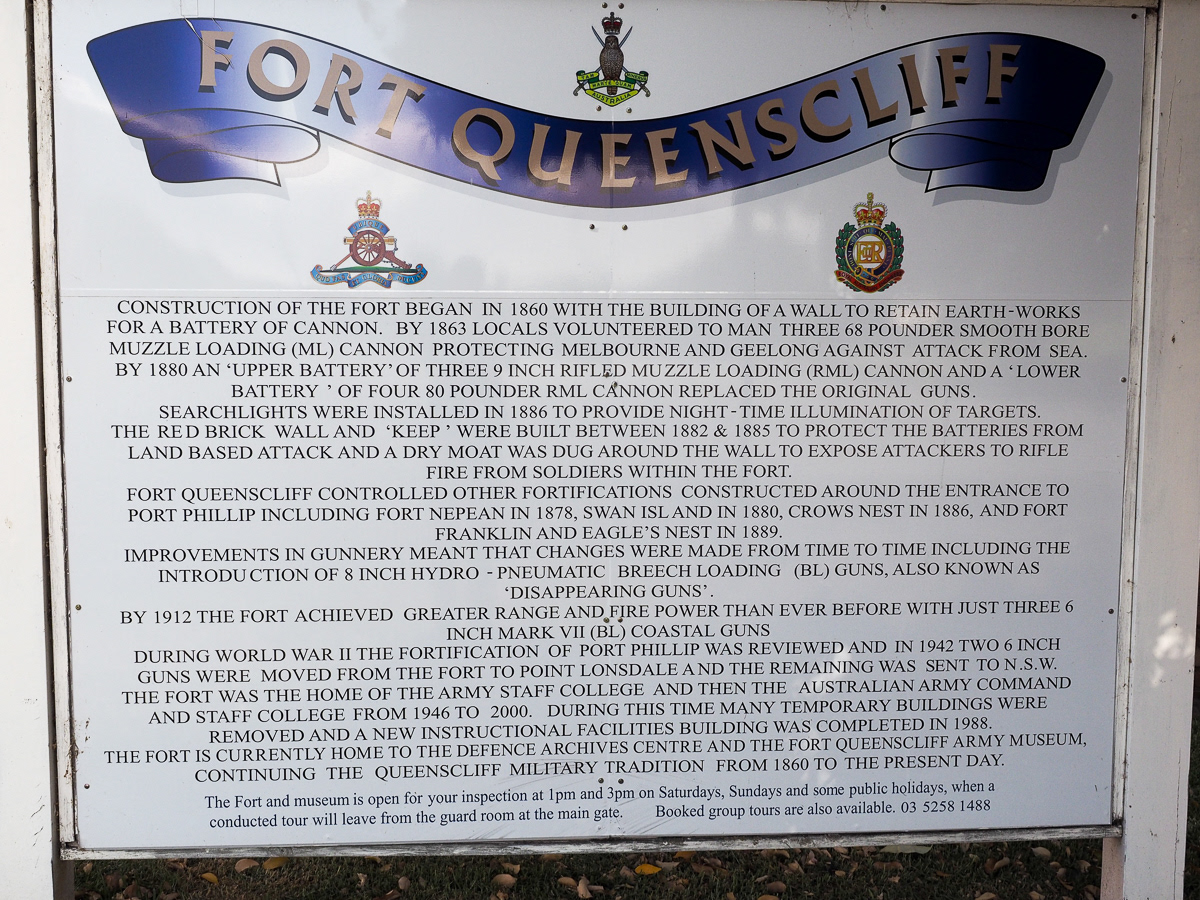 FORT QUEENSCLIFF
TAM MARTE QUAM MINERVA
AUSTRALIA
UBIQUE
EIIR
CONSTRUCTION OF THE FORT BEGAN IN 1860 WITH THE BUILDING OF A WALL TO RETAIN EARTH-WORKS
FOR A BATTERY OF CANNON. BY 1863 LOCALS VOLUNTEERED TO MAN THREE 68 POUNDER SMOOTH BORE
MUZZLE LOADING (ML) CANNON PROTECTING MELBOURNE AND GEELONG AGAINST ATTACK FROM SEA.
BY 1880 AN ‘UPPER BATTERY’ OF THREE 9 INCH RIFLED MUZZLE LOADING (RML) CANNON AND A ‘LOWER
BATTERY ’ OF FOUR 80 POUNDER RML CANNON REPLACED THE ORIGINAL GUNS.
SEARCHLIGHTS WERE INSTALLED IN 1886 TO PROVIDE NIGHT-TIME ILLUMINATION OF TARGETS.
THE RED BRICK WALL AND ‘KEEP’ WERE BUILT BETWEEN 1882 & 1885 TO PROTECT THE BATTERIES FROM
LAND BASED ATTACK AND A DRY MOAT WAS DUG AROUND THE WALL TO EXPOSE ATTACKERS TO RIFLE
FIRE FROM SOLDIERS WITHIN THE FORT.
FORT QUEENSCLIFF CONTROLLED OTHER FORTIFICATIONS CONSTRUCTED AROUND THE ENTRANCE TO
PORT PHILLIP INCLUDING FORT NEPEAN IN 1878, SWAN ISLAND IN 1880, CROWS NEST IN 1886, AND FORT
FRANKLIN AND EAGLE’S NEST IN 1889.
IMPROVEMENTS IN GUNNERY MEANT THAT CHANGES WERE MADE FROM TIME TO TIME INCLUDING THE
INTRODUCTION OF 8 INCH HYDRO - PNEUMATIC BREECH LOADING (BL) GUNS, ALSO KNOWN AS
‘DISAPPEARING GUNS’.
BY 1912 THE FORT ACHIEVED GREATER RANGE AND FIRE POWER THAN EVER BEFORE WITH JUST THREE 6
INCH MARK VII (BL) COASTAL GUNS
DURING WORLD WAR II THE FORTIFICATION OF PORT PHILLIP WAS REVIEWED AND IN 1942 TWO 6 INCH
GUNS WERE MOVED FROM THE FORT TO POINT LONSDALE AND THE REMAINING WAS SENT TO N.S.W.
THE FORT WAS THE HOME OF THE ARMY STAFF COLLEGE AND THEN THE AUSTRALIAN ARMY COMMAND
AND STAFF COLLEGE FROM 1946 TO 2000. DURING THIS TIME MANY TEMPORARY BUILDINGS WERE
REMOVED AND A NEW INSTRUCTIONAL FACILITIES BUILDING WAS COMPLETED IN 1988.
THE FORT IS CURRENTLY HOME TO THE DEFENCE ARCHIVES CENTRE AND THE FORT QUEENSCLIFF ARMY MUSEUM,
CONTINUING THE QUEENSCLIFF MILITARY TRADITION FROM 1860 TO THE PRESENT DAY.
The Fort and museum is open for your inspection at 1pm and 3pm on Saturdays, Sundays and some public holidays, when a
conducted tour will leave from the guard room at the main gate. Booked group tours are also available. 03 5258 1488